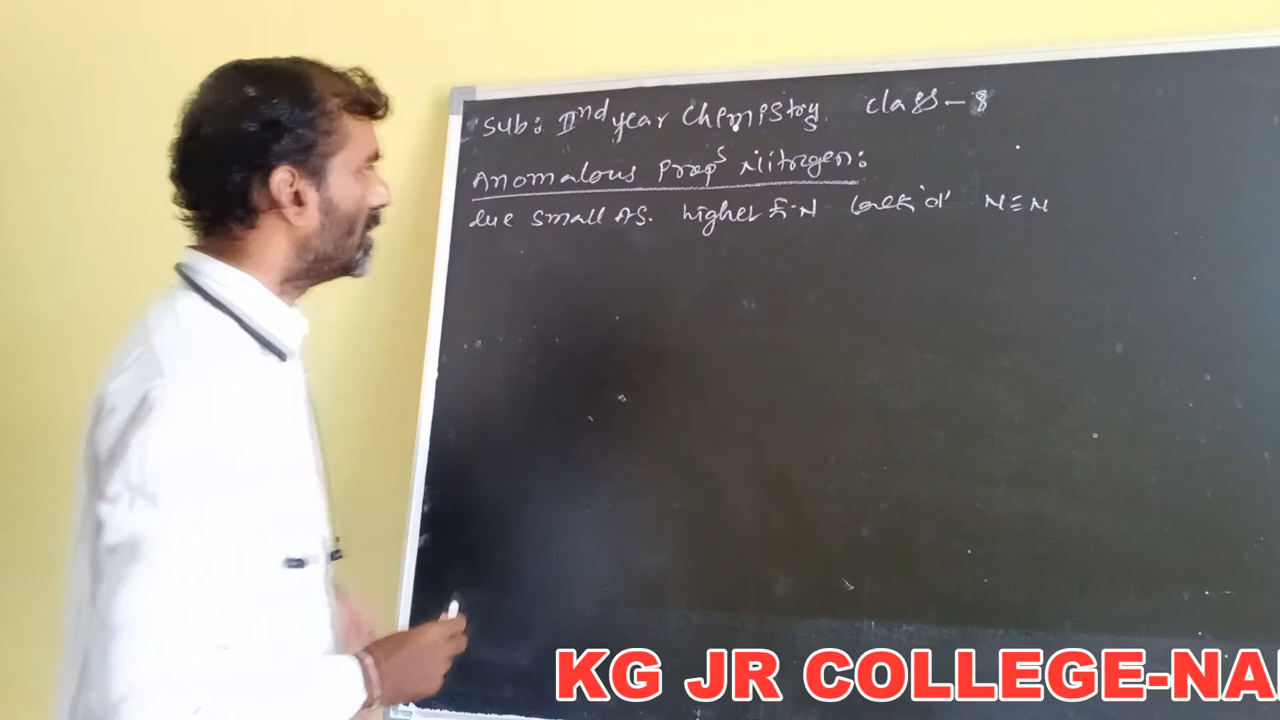 Sub: IInd year Chemistry class-8
Anomalous Props Nitrogen:
due small A.S. higher E.N lack 'd' N≡N
KG JR COLLEGE-NA